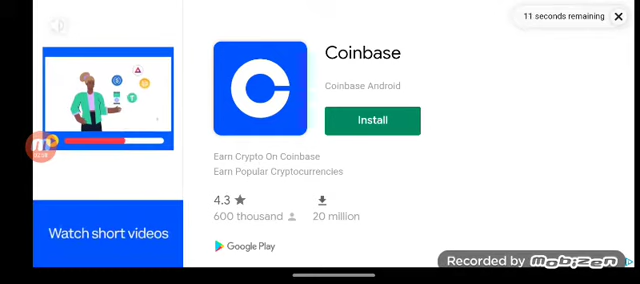 11 seconds remaining
Coinbase
Coinbase Android
Install
Earn Crypto On Coinbase
Earn Popular Cryptocurrencies
4.3
600 thousand
20 million
Google Play
Watch short videos
Recorded by Mobizen